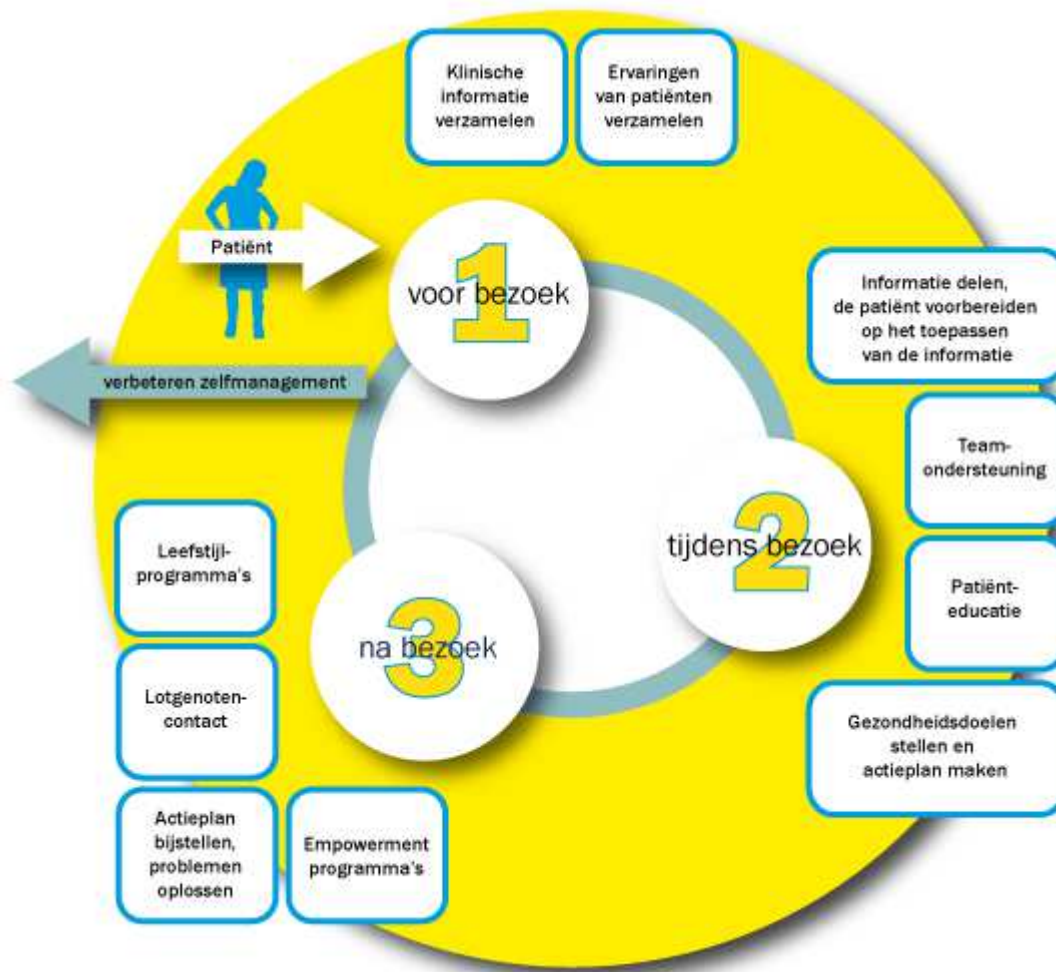 Klinische
informatie
verzamelen
Ervaringen
van patiënten
verzamelen
Patiënt
1
voor bezoek
verbeteren zelfmanagement
Informatie delen,
de patiënt voorbereiden
op het toepassen
van de informatie
Team-
ondersteuning
2
tijdens bezoek
Patiënt-
educatie
Gezondheidsdoelen
stellen en
actieplan maken
3
na bezoek
Leefstijl-
programma's
Lotgenoten-
contact
Actieplan
bijstellen,
problemen
oplossen
Empowerment
programma's